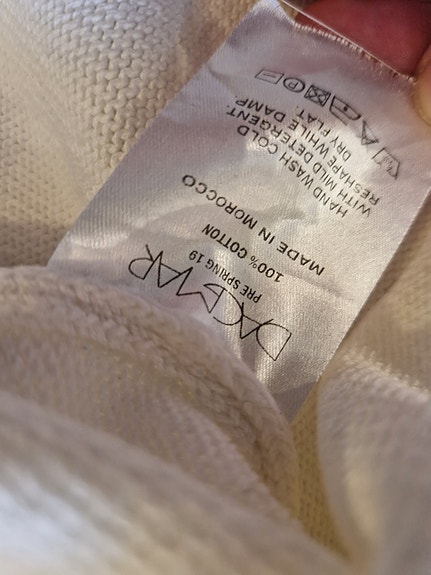 DAGMAR
PRE SPRING 19
100% COTTON
MADE IN MOROCCO
HAND WASH COLD
WITH MILD DETERGENT.
RESHAPE WHILE DAMP.
DRY FLAT.
P